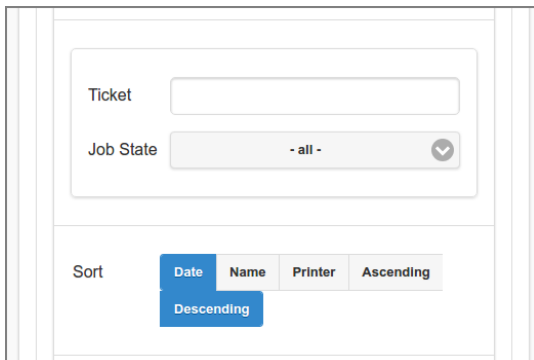 Ticket
Job State - all -
Sort Date Name Printer Ascending
Descending